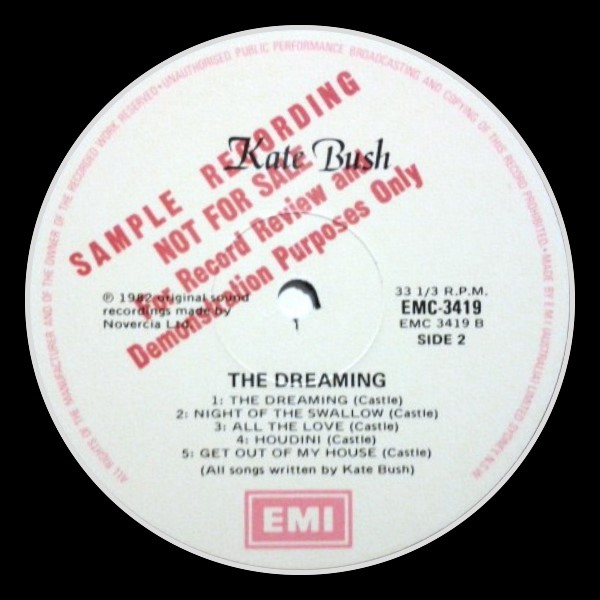 ALL RIGHTS OF THE MANUFACTURER AND OF THE OWNER OF THE RECORDED WORK RESERVED • UNAUTHORISED PUBLIC PERFORMANCE BROADCASTING AND COPYING OF THIS RECORD PROHIBITED • MADE BY E M I (AUSTRALIA) LIMITED SYDNEY N.S.W.
SAMPLE RECORDING
NOT FOR SALE
For Record Review and
Demonstration Purposes Only
Kate Bush
℗ 1982 original sound
recordings made by
Novercia Ltd.
1
33 1/3 R.P.M.
EMC-3419
EMC 3419 B
SIDE 2
THE DREAMING
1: THE DREAMING (Castle)
2: NIGHT OF THE SWALLOW (Castle)
3: ALL THE LOVE (Castle)
4: HOUDINI (Castle)
5: GET OUT OF MY HOUSE (Castle)
(All songs written by Kate Bush)
EMI